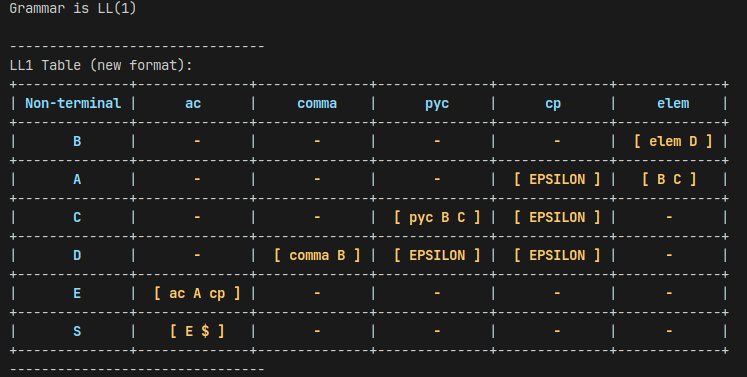 Grammar is LL(1)
-------------------------------
LL1 Table (new format):
+--------------+--------------+--------------+--------------+--------------+-------------+
| Non-terminal |      ac      |    comma     |     pyc      |      cp      |    elem     |
+--------------+--------------+--------------+--------------+--------------+-------------+
|      B       |      -       |      -       |      -       |      -       | [ elem D ] |
+--------------+--------------+--------------+--------------+--------------+-------------+
|      A       |      -       |      -       |      -       | [ EPSILON ] |  [ B C ]   |
+--------------+--------------+--------------+--------------+--------------+-------------+
|      C       |      -       |      -       | [ pyc B C ] | [ EPSILON ] |     -      |
+--------------+--------------+--------------+--------------+--------------+-------------+
|      D       |      -       | [ comma B ] | [ EPSILON ] | [ EPSILON ] |     -      |
+--------------+--------------+--------------+--------------+--------------+-------------+
|      E       | [ ac A cp ] |      -       |      -       |      -       |     -      |
+--------------+--------------+--------------+--------------+--------------+-------------+
|      S       |   [ E $ ]    |      -       |      -       |      -       |     -      |
+--------------+--------------+--------------+--------------+--------------+-------------+
-------------------------------